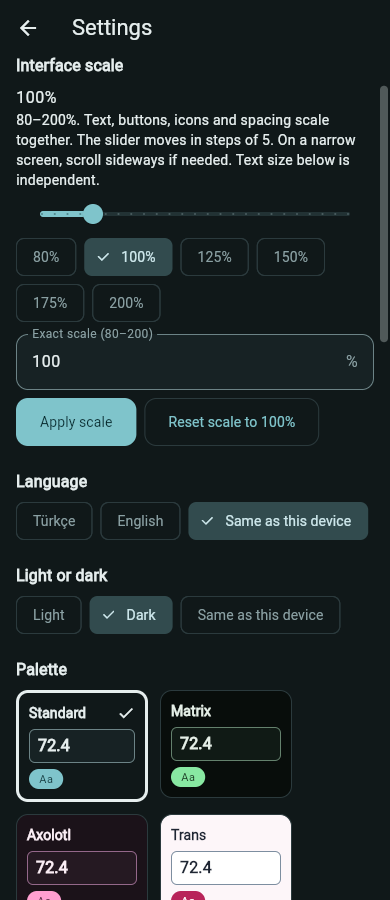 Settings
Interface scale
100%
80–200%. Text, buttons, icons and spacing scale
together. The slider moves in steps of 5. On a narrow
screen, scroll sideways if needed. Text size below is
independent.
80%
100%
125%
150%
175%
200%
Exact scale (80–200)
100 %
Apply scale
Reset scale to 100%
Language
Türkçe
English
Same as this device
Light or dark
Light
Dark
Same as this device
Palette
Standard
72.4
Aa
Matrix
72.4
Aa
Axolotl
72.4
Aa
Trans
72.4
Aa